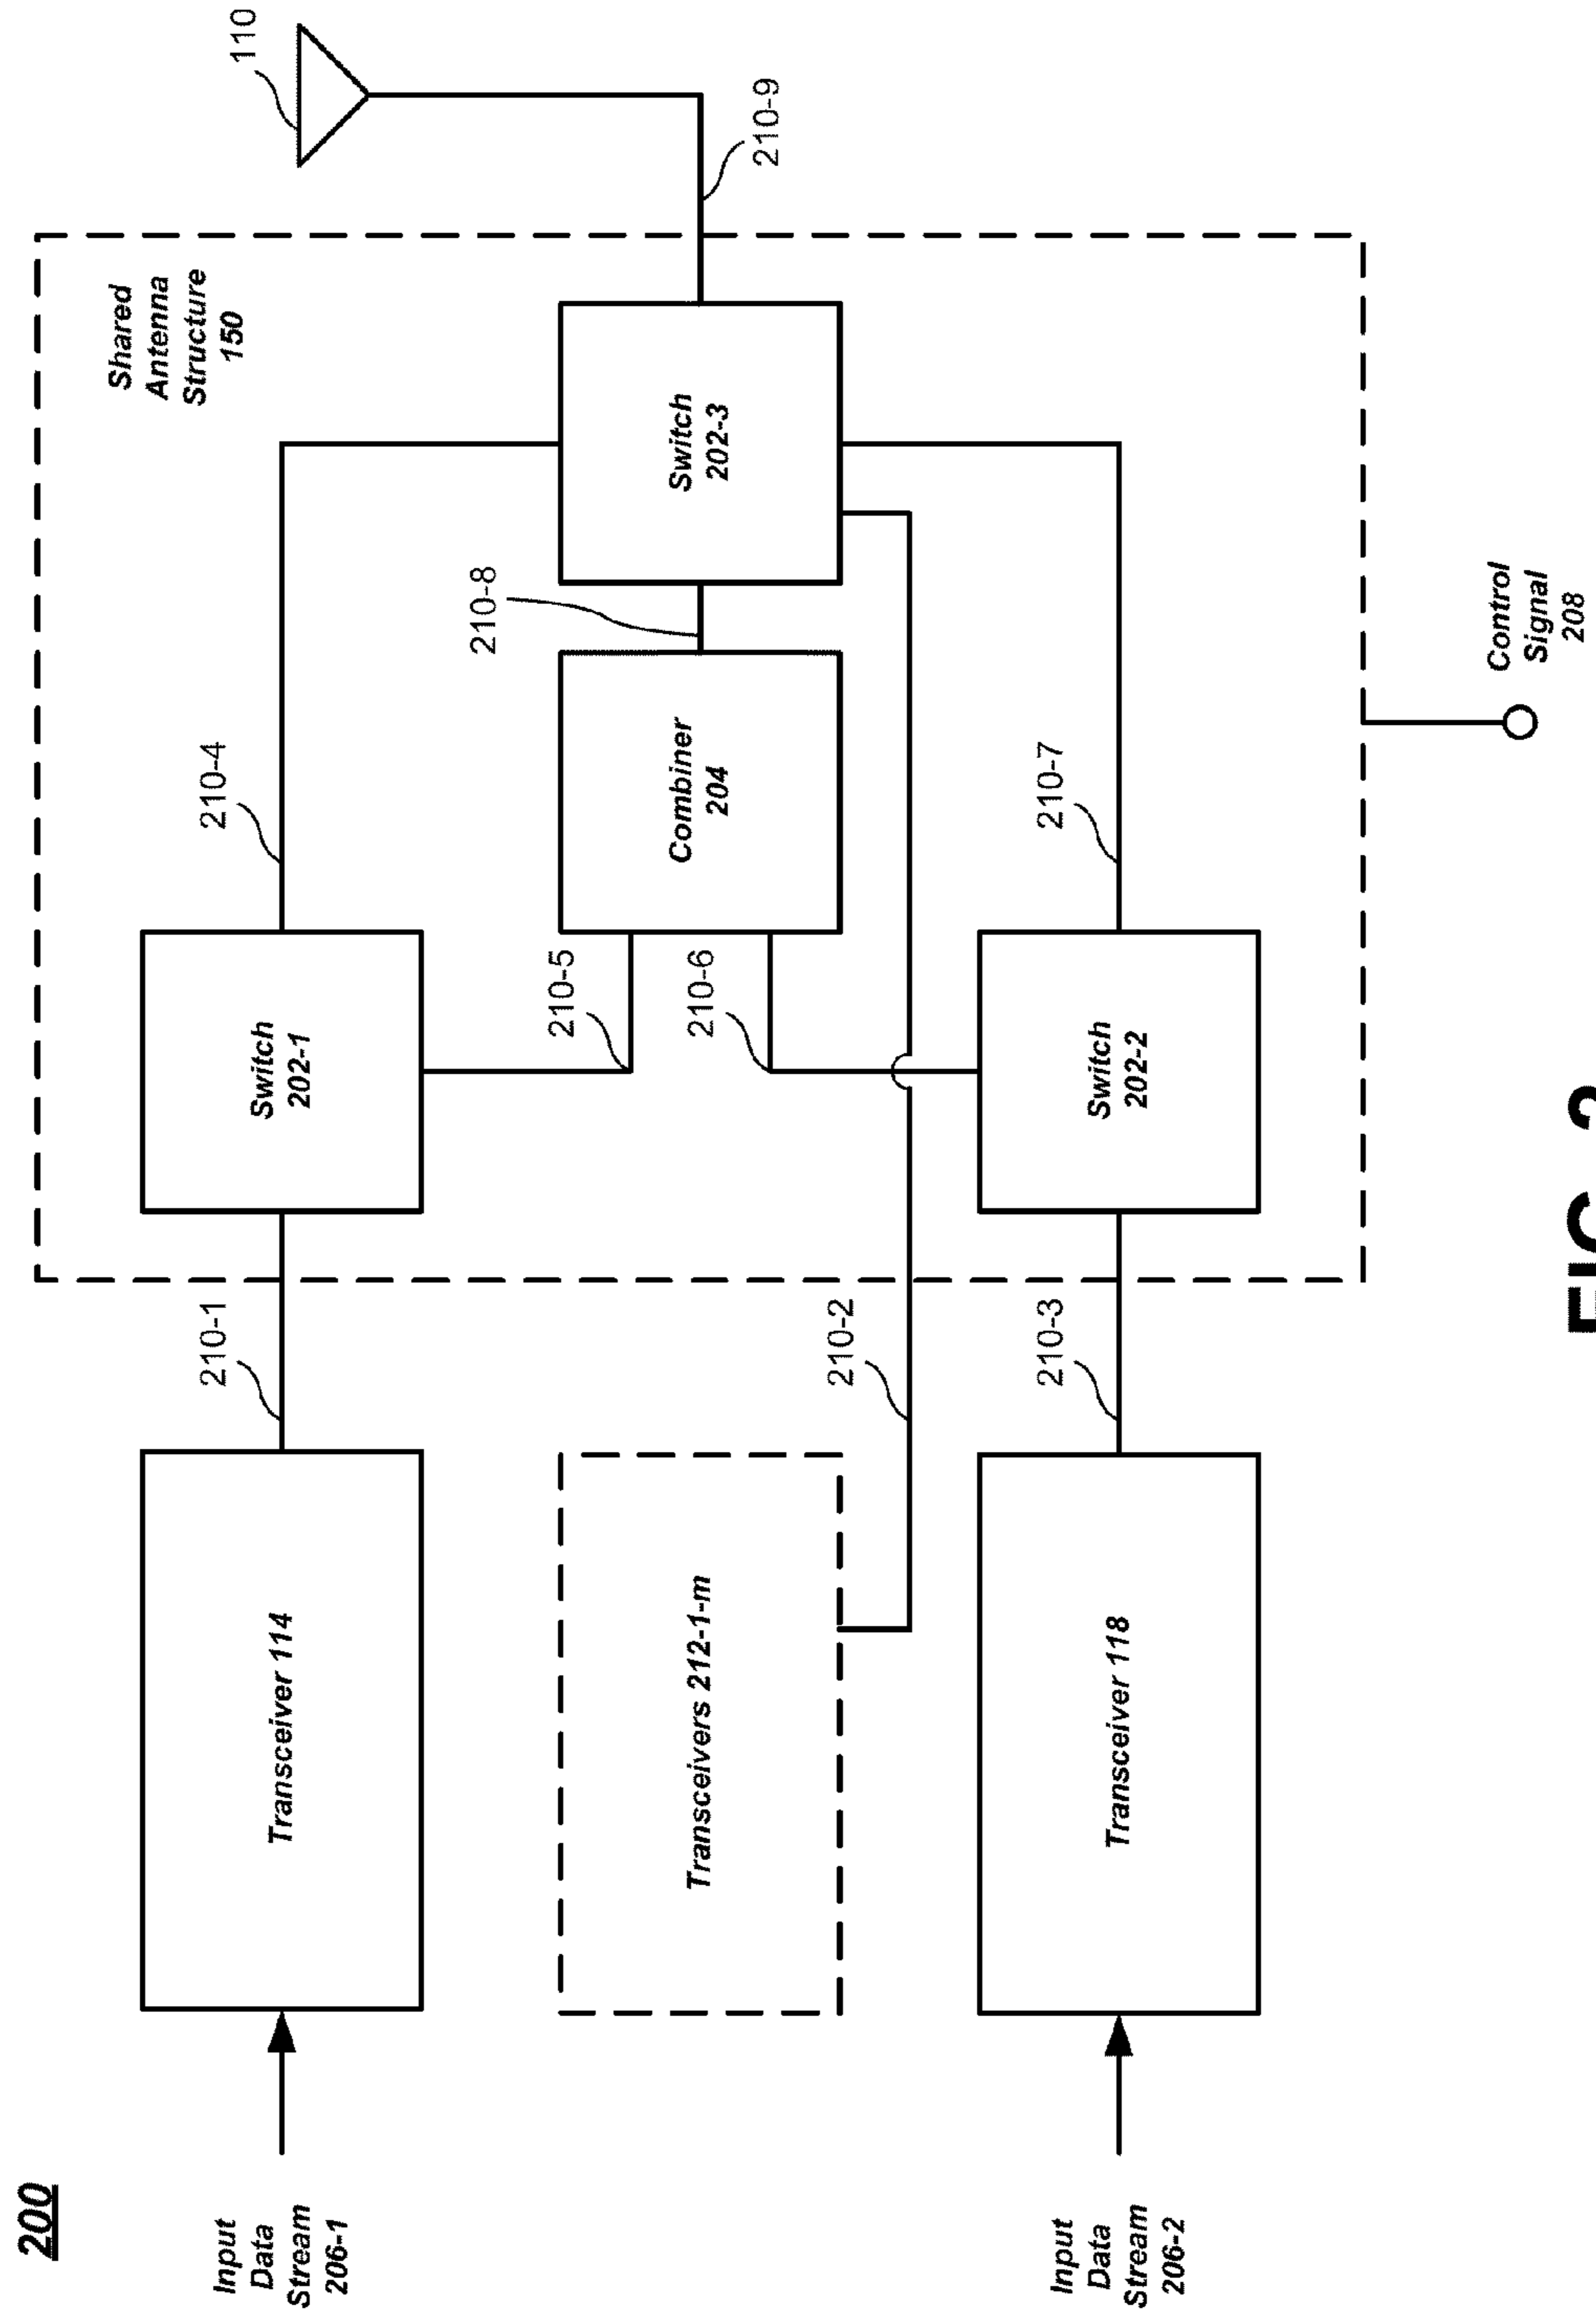 200
Input
Data
Stream
206-1
Transceiver 114
210-1
Switch
202-1
210-4
Shared
Antenna
Structure
150
110
Transceivers 212-1-m
210-2
210-5
210-6
Combiner
204
210-8
Switch
202-3
210-9
Input
Data
Stream
206-2
Transceiver 118
210-3
Switch
202-2
210-7
Control
Signal
208